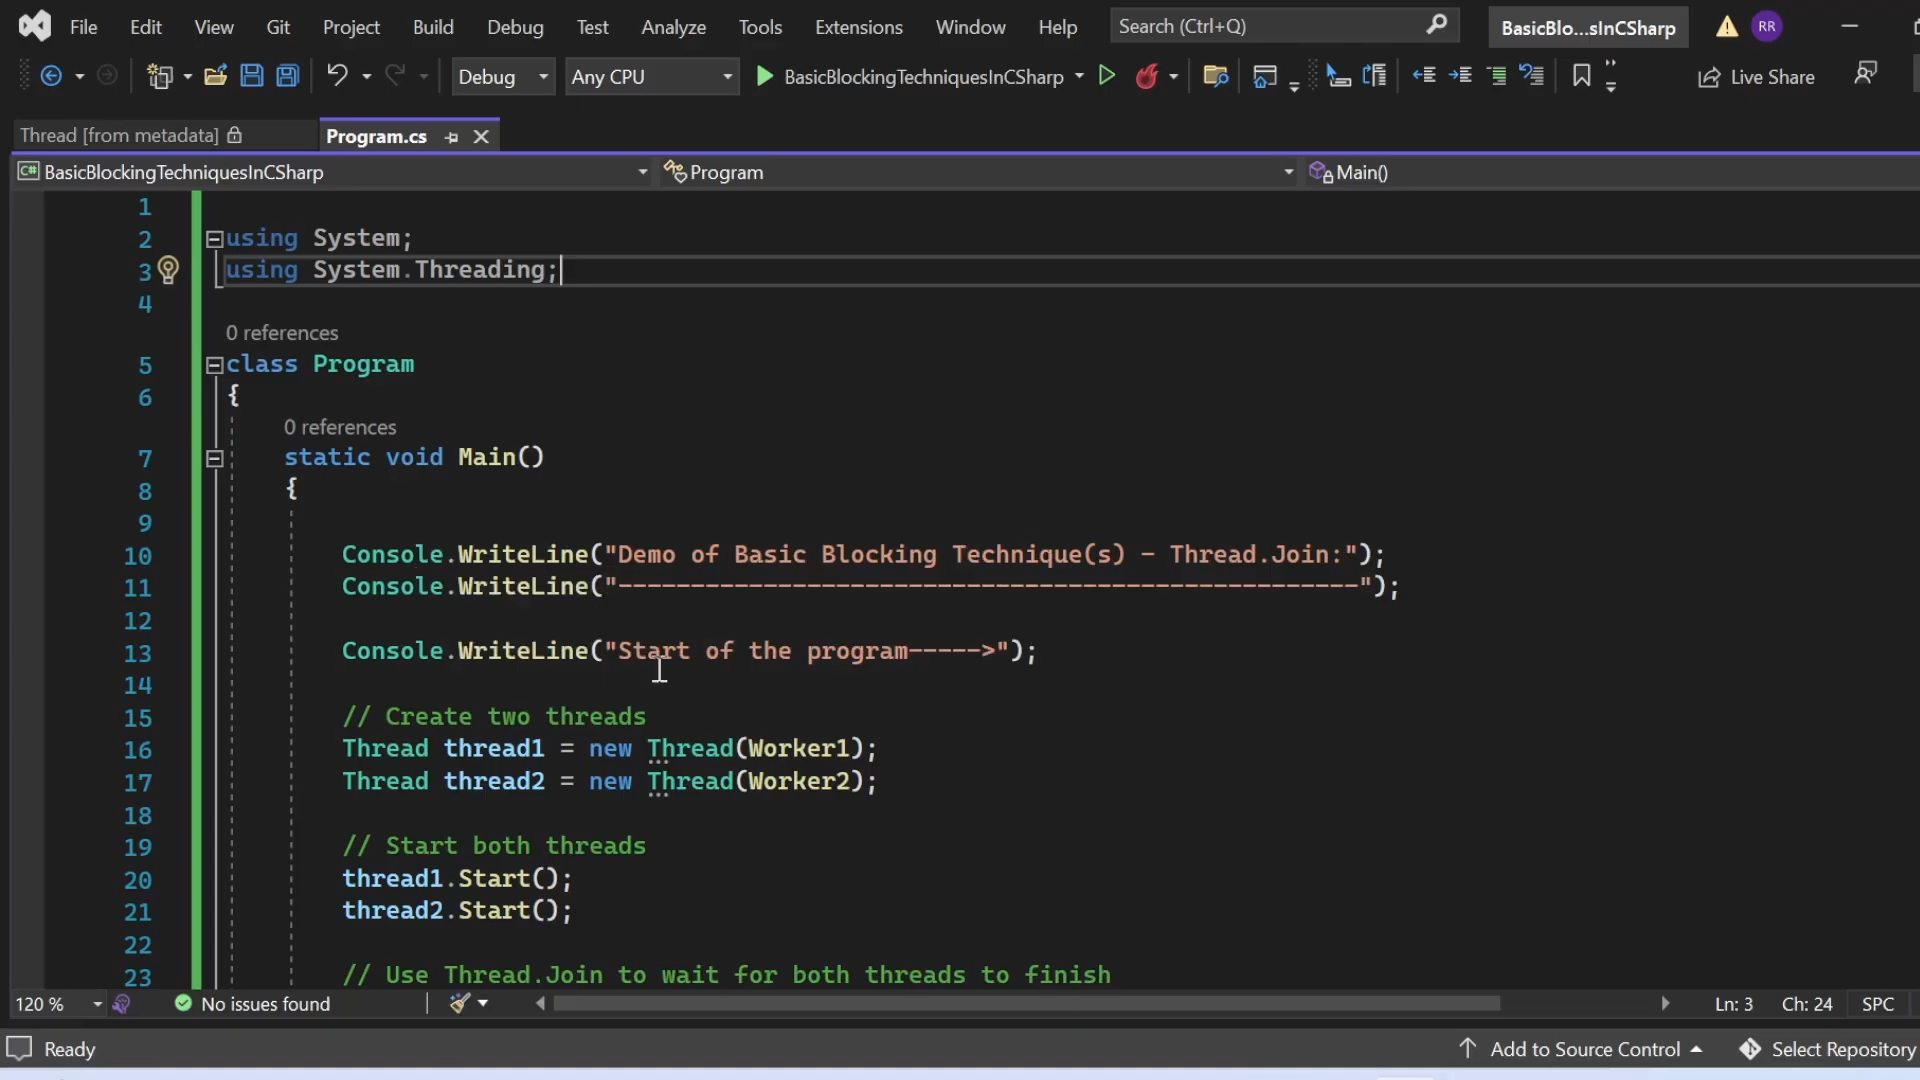 File Edit View Git Project Build Debug Test Analyze Tools Extensions Window Help Search (Ctrl+Q) BasicBlo...sInCSharp RR
Debug Any CPU BasicBlockingTechniquesInCSharp Live Share
Thread [from metadata] Program.cs
C# BasicBlockingTechniquesInCSharp Program Main()
1
2 using System;
3 using System.Threading;
4
0 references
5 class Program
6 {
0 references
7 static void Main()
8 {
9
10 Console.WriteLine("Demo of Basic Blocking Technique(s) - Thread.Join:");
11 Console.WriteLine("---------------------------------------------------");
12
13 Console.WriteLine("Start of the program----->");
14
15 // Create two threads
16 Thread thread1 = new Thread(Worker1);
17 Thread thread2 = new Thread(Worker2);
18
19 // Start both threads
20 thread1.Start();
21 thread2.Start();
22
23 // Use Thread.Join to wait for both threads to finish
120 % No issues found Ln: 3 Ch: 24 SPC
Ready Add to Source Control Select Repository